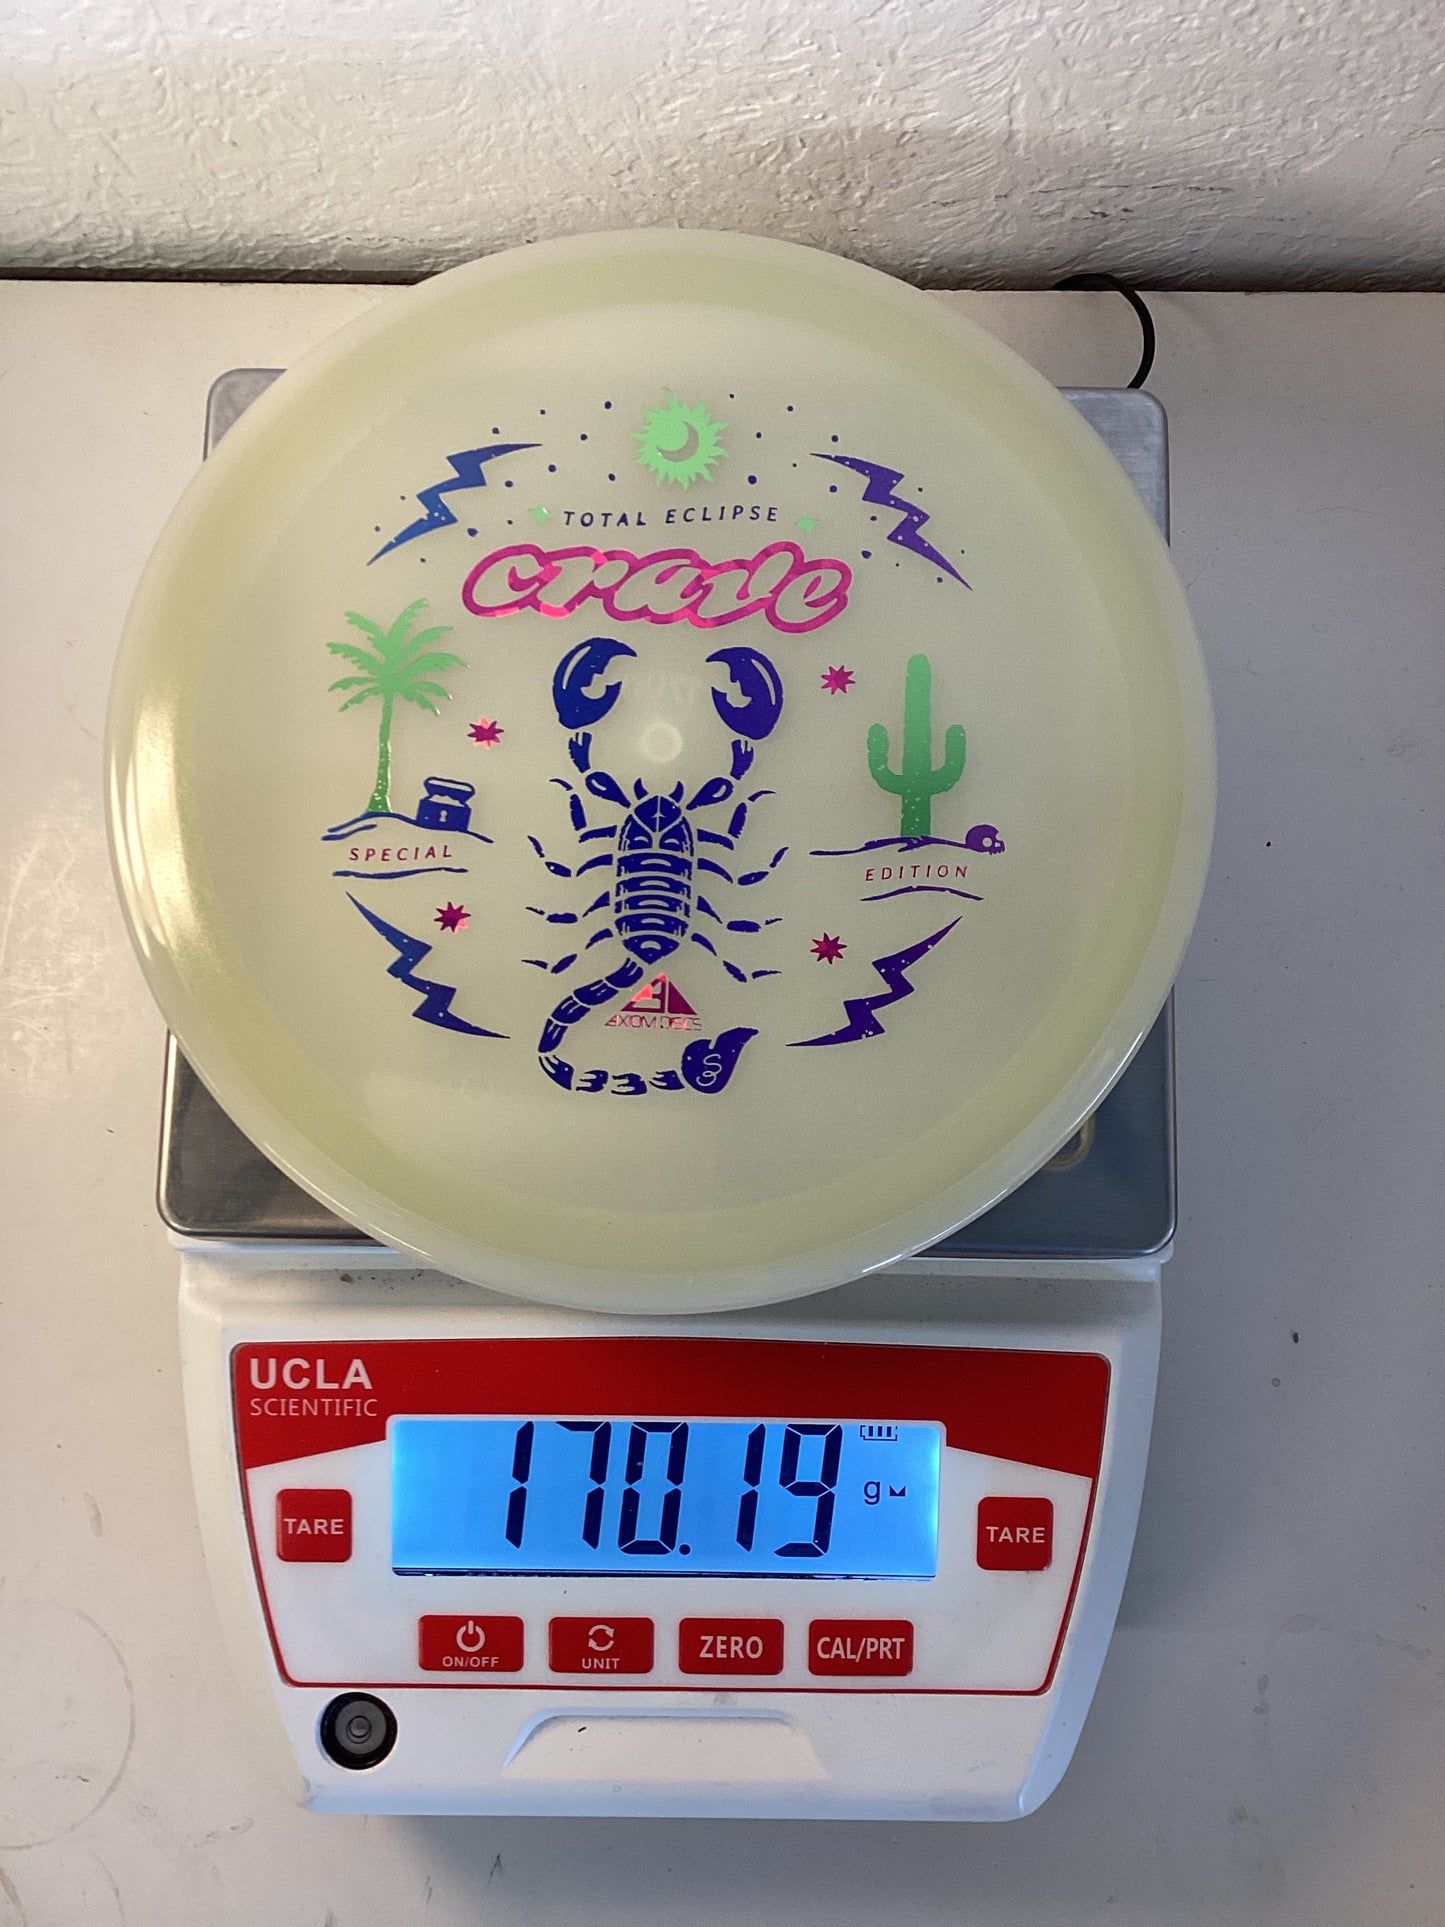 TOTAL ECLIPSE
crave
SPECIAL
EDITION
AXIOM DISCS
UCLA
SCIENTIFIC
170.19 g
TARE
TARE
ON/OFF
UNIT
ZERO
CAL/PRT